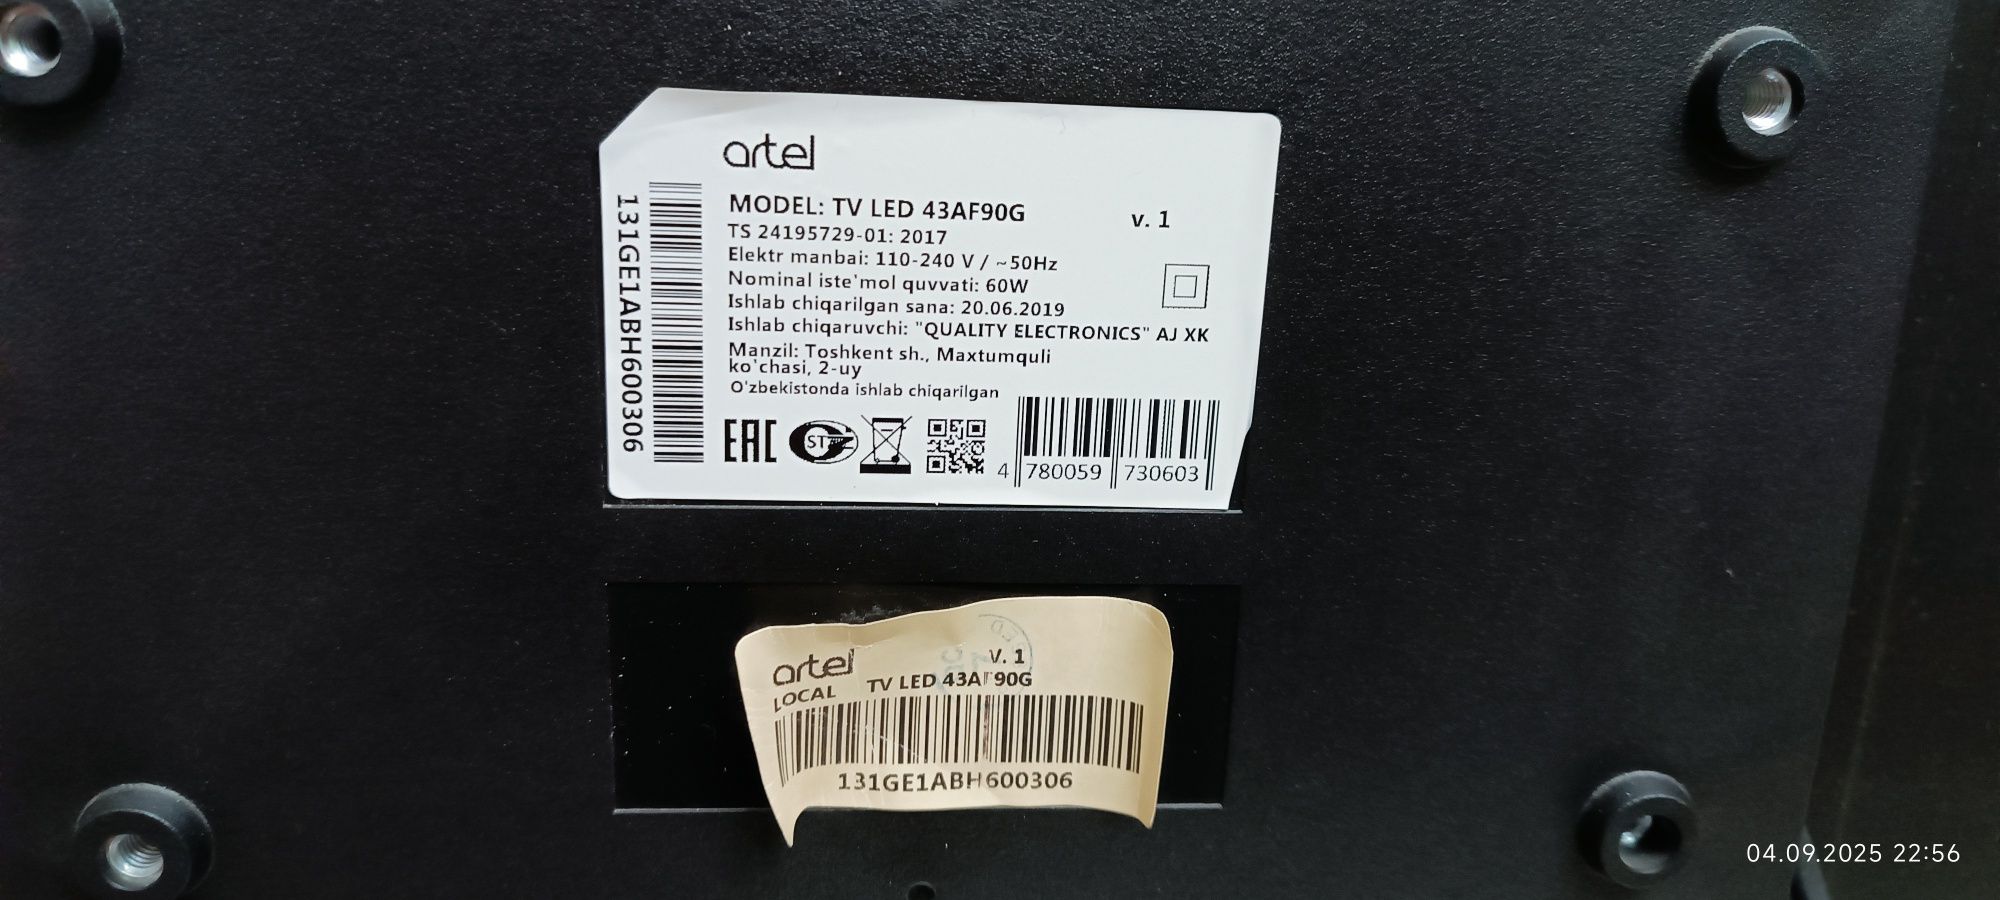 artel
MODEL: TV LED 43AF90G
v. 1
TS 24195729-01: 2017
Elektr manbai: 110-240 V / ~50Hz
Nominal iste'mol quvvati: 60W
Ishlab chiqarilgan sana: 20.06.2019
Ishlab chiqaruvchi: "QUALITY ELECTRONICS" AJ XK
Manzil: Toshkent sh., Maxtumquli
ko'chasi, 2-uy
O'zbekistonda ishlab chiqarilgan
131GE1ABH600306
EAC
4 780059 730603
artel
V. 1
LOCAL TV LED 43AF90G
131GE1ABH600306
04.09.2025 22:56